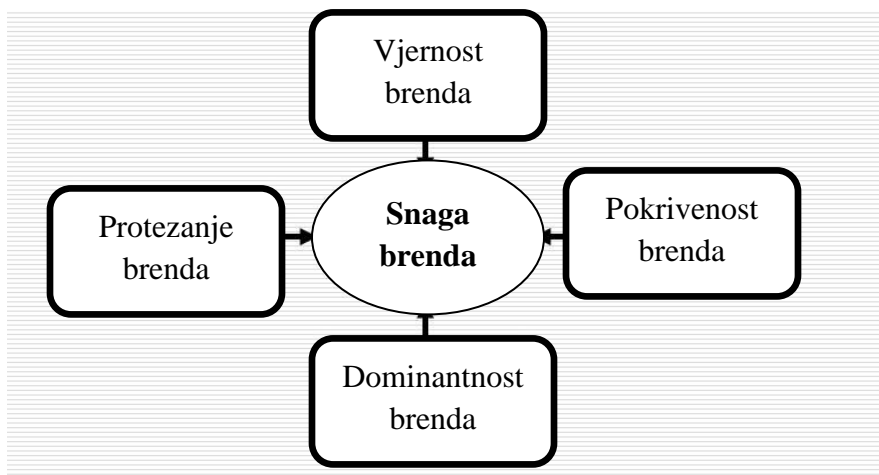 Vjernost
brenda
Protezanje
brenda
Snaga
brenda
Pokrivenost
brenda
Dominantnost
brenda